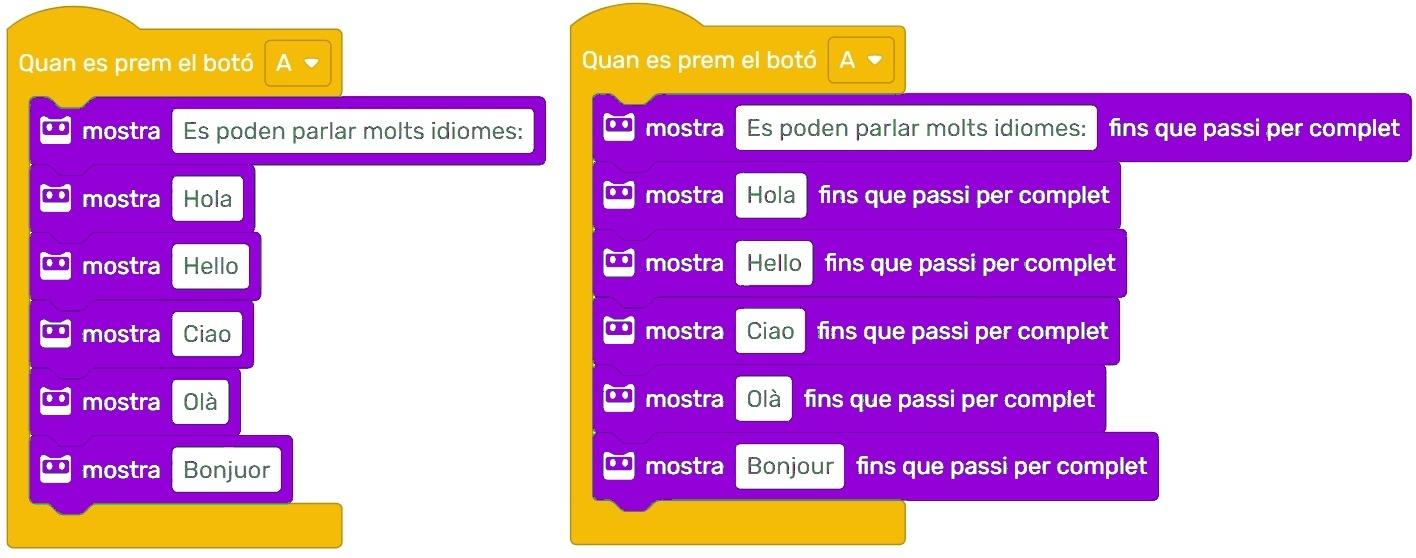 Quan es prem el botó A
mostra Es poden parlar molts idiomes:
mostra Hola
mostra Hello
mostra Ciao
mostra Olà
mostra Bonjuor
Quan es prem el botó A
mostra Es poden parlar molts idiomes: fins que passi per complet
mostra Hola fins que passi per complet
mostra Hello fins que passi per complet
mostra Ciao fins que passi per complet
mostra Olà fins que passi per complet
mostra Bonjour fins que passi per complet